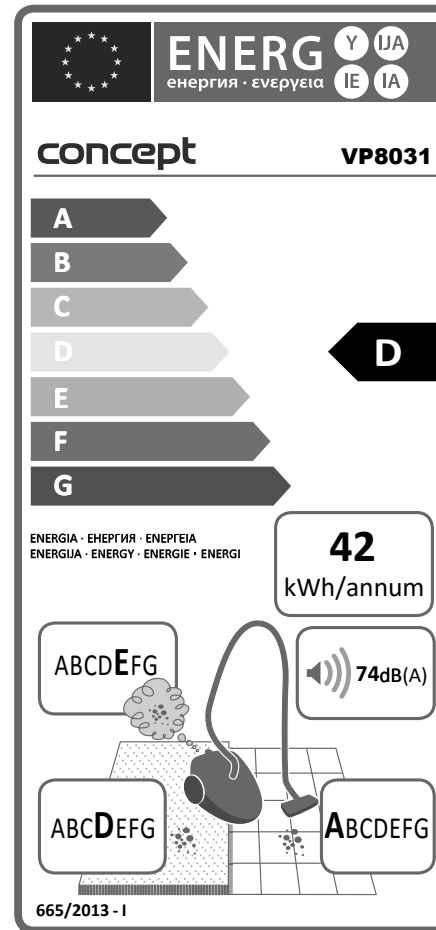 ENERG Y IJA
енергия · ενεργεια IE IA
concept VP8031
A
B
C
D
D
E
F
G
ENERGIA · ЕНЕРГИЯ · ΕΝΕΡΓΕΙΑ
ENERGIJA · ENERGY · ENERGIE · ENERGI
42
kWh/annum
ABCDEFG
74dB(A)
ABCDEFG
ABCDEFG
665/2013 - I